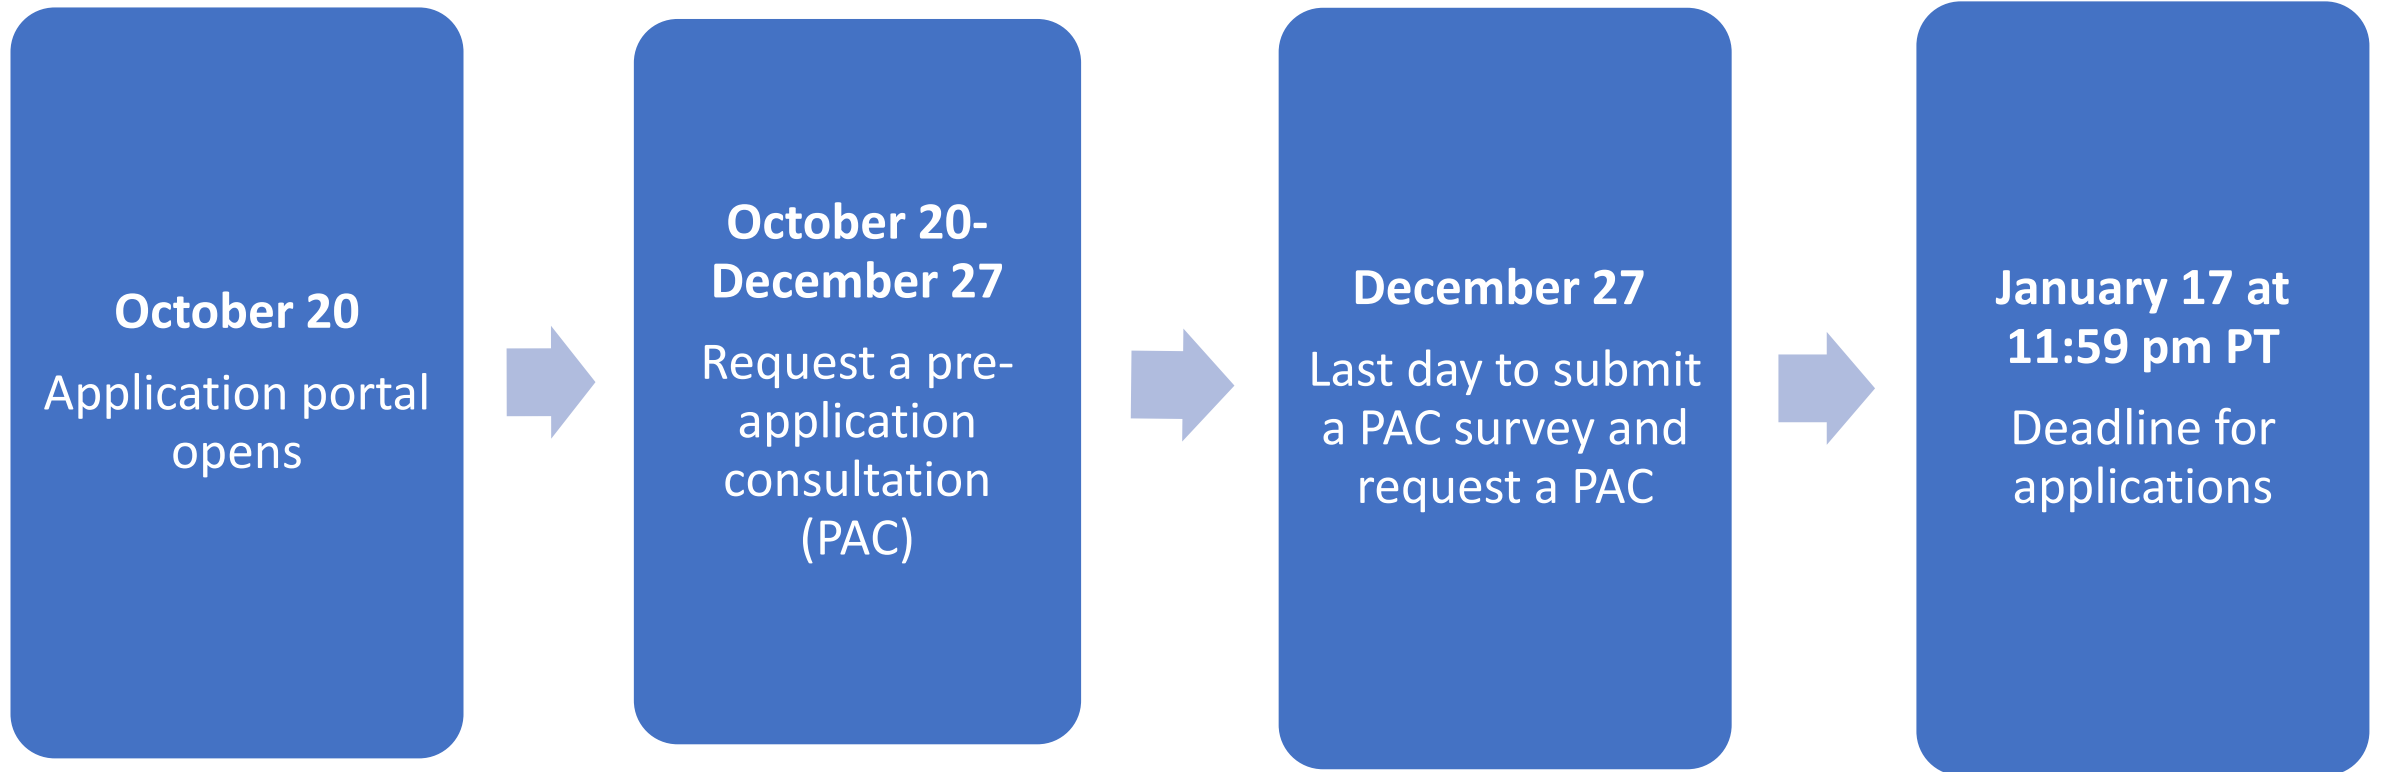 October 20
Application portal
opens
October 20-
December 27
Request a pre-
application
consultation
(PAC)
December 27
Last day to submit
a PAC survey and
request a PAC
January 17 at
11:59 pm PT
Deadline for
applications